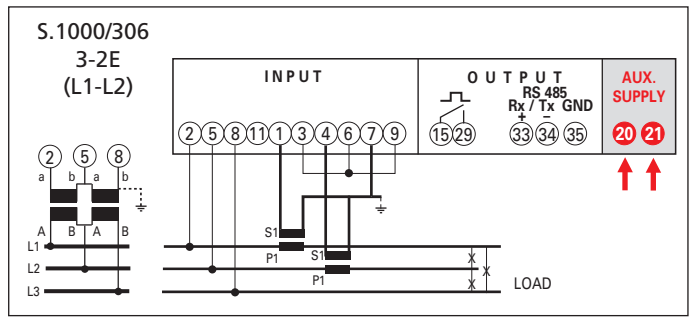 S.1000/306
3-2E
(L1-L2)
INPUT
OUTPUT
RS 485
Rx / Tx GND
+ –
AUX.
SUPPLY
2 5 8 11 1 3 4 6 7 9
15 29
33 34 35
20 21
2 5 8
a b a b
A B A B
S1
P1
S1
P1
L1
L2
L3
X
X
X
LOAD